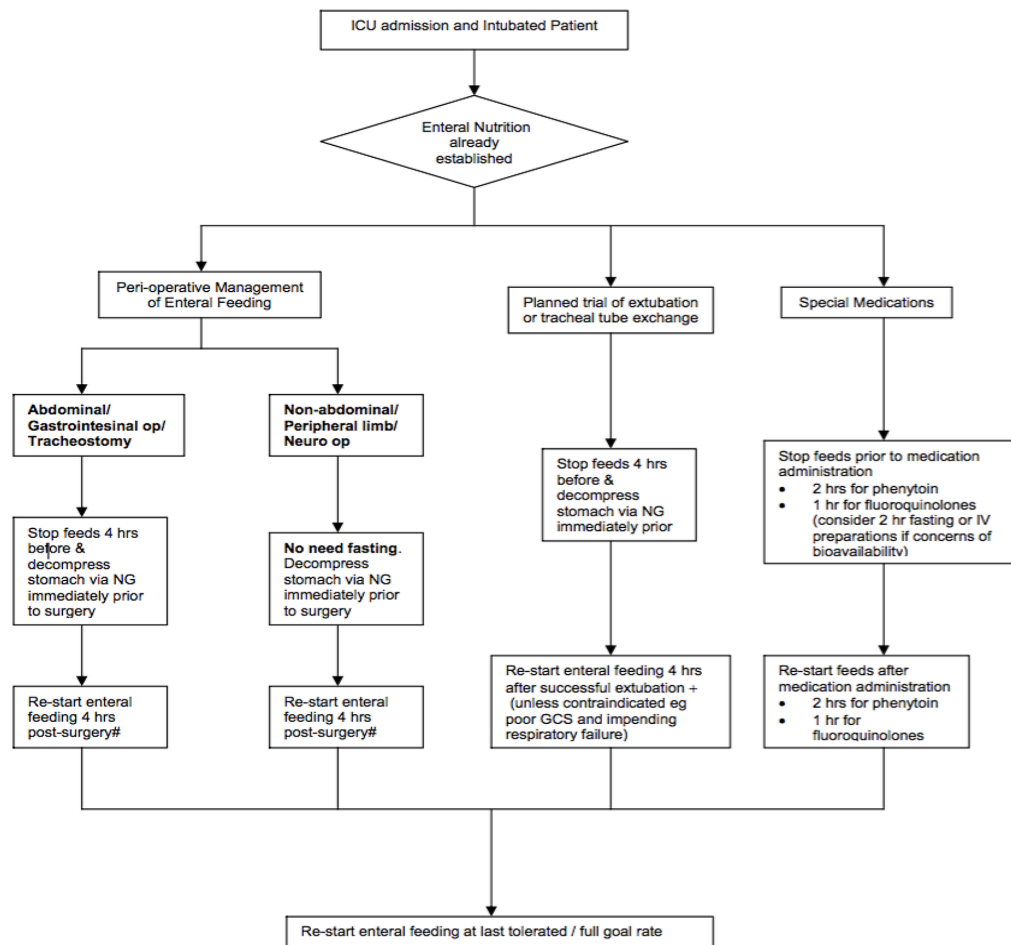 ICU admission and Intubated Patient
Enteral Nutrition
already
established
Peri-operative Management
of Enteral Feeding
Planned trial of extubation
or tracheal tube exchange
Special Medications
Abdominal/
Gastrointesinal op/
Tracheostomy
Non-abdominal/
Peripheral limb/
Neuro op
Stop feeds 4 hrs
before &
decompress
stomach via NG
immediately prior
Stop feeds prior to medication
administration
• 2 hrs for phenytoin
• 1 hr for fluoroquinolones
(consider 2 hr fasting or IV
preparations if concerns of
bioavailability)
Stop feeds 4 hrs
before &
decompress
stomach via NG
immediately prior
to surgery
No need fasting.
Decompress
stomach via NG
immediately prior
to surgery
Re-start enteral
feeding 4 hrs
post-surgery#
Re-start enteral
feeding 4 hrs
post-surgery#
Re-start enteral feeding 4 hrs
after successful extubation +
(unless contraindicated eg
poor GCS and impending
respiratory failure)
Re-start feeds after
medication administration
• 2 hrs for phenytoin
• 1 hr for
fluoroquinolones
Re-start enteral feeding at last tolerated / full goal rate